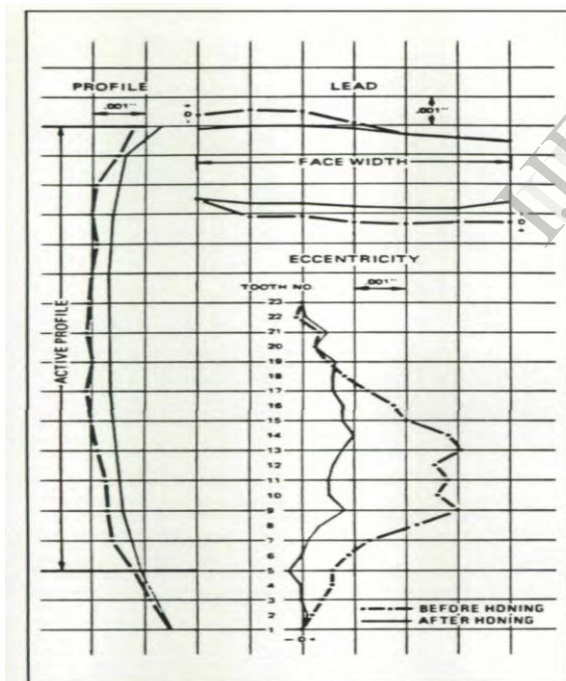 PROFILE
.001"
- 0 +
LEAD
.001"
FACE WIDTH
- 0 +
ECCENTRICITY
.001"
TOOTH NO.
23
22
21
20
19
18
17
16
15
14
13
12
11
10
9
8
7
6
5
4
3
2
1
- 0 +
ACTIVE PROFILE
BEFORE HONING
AFTER HONING